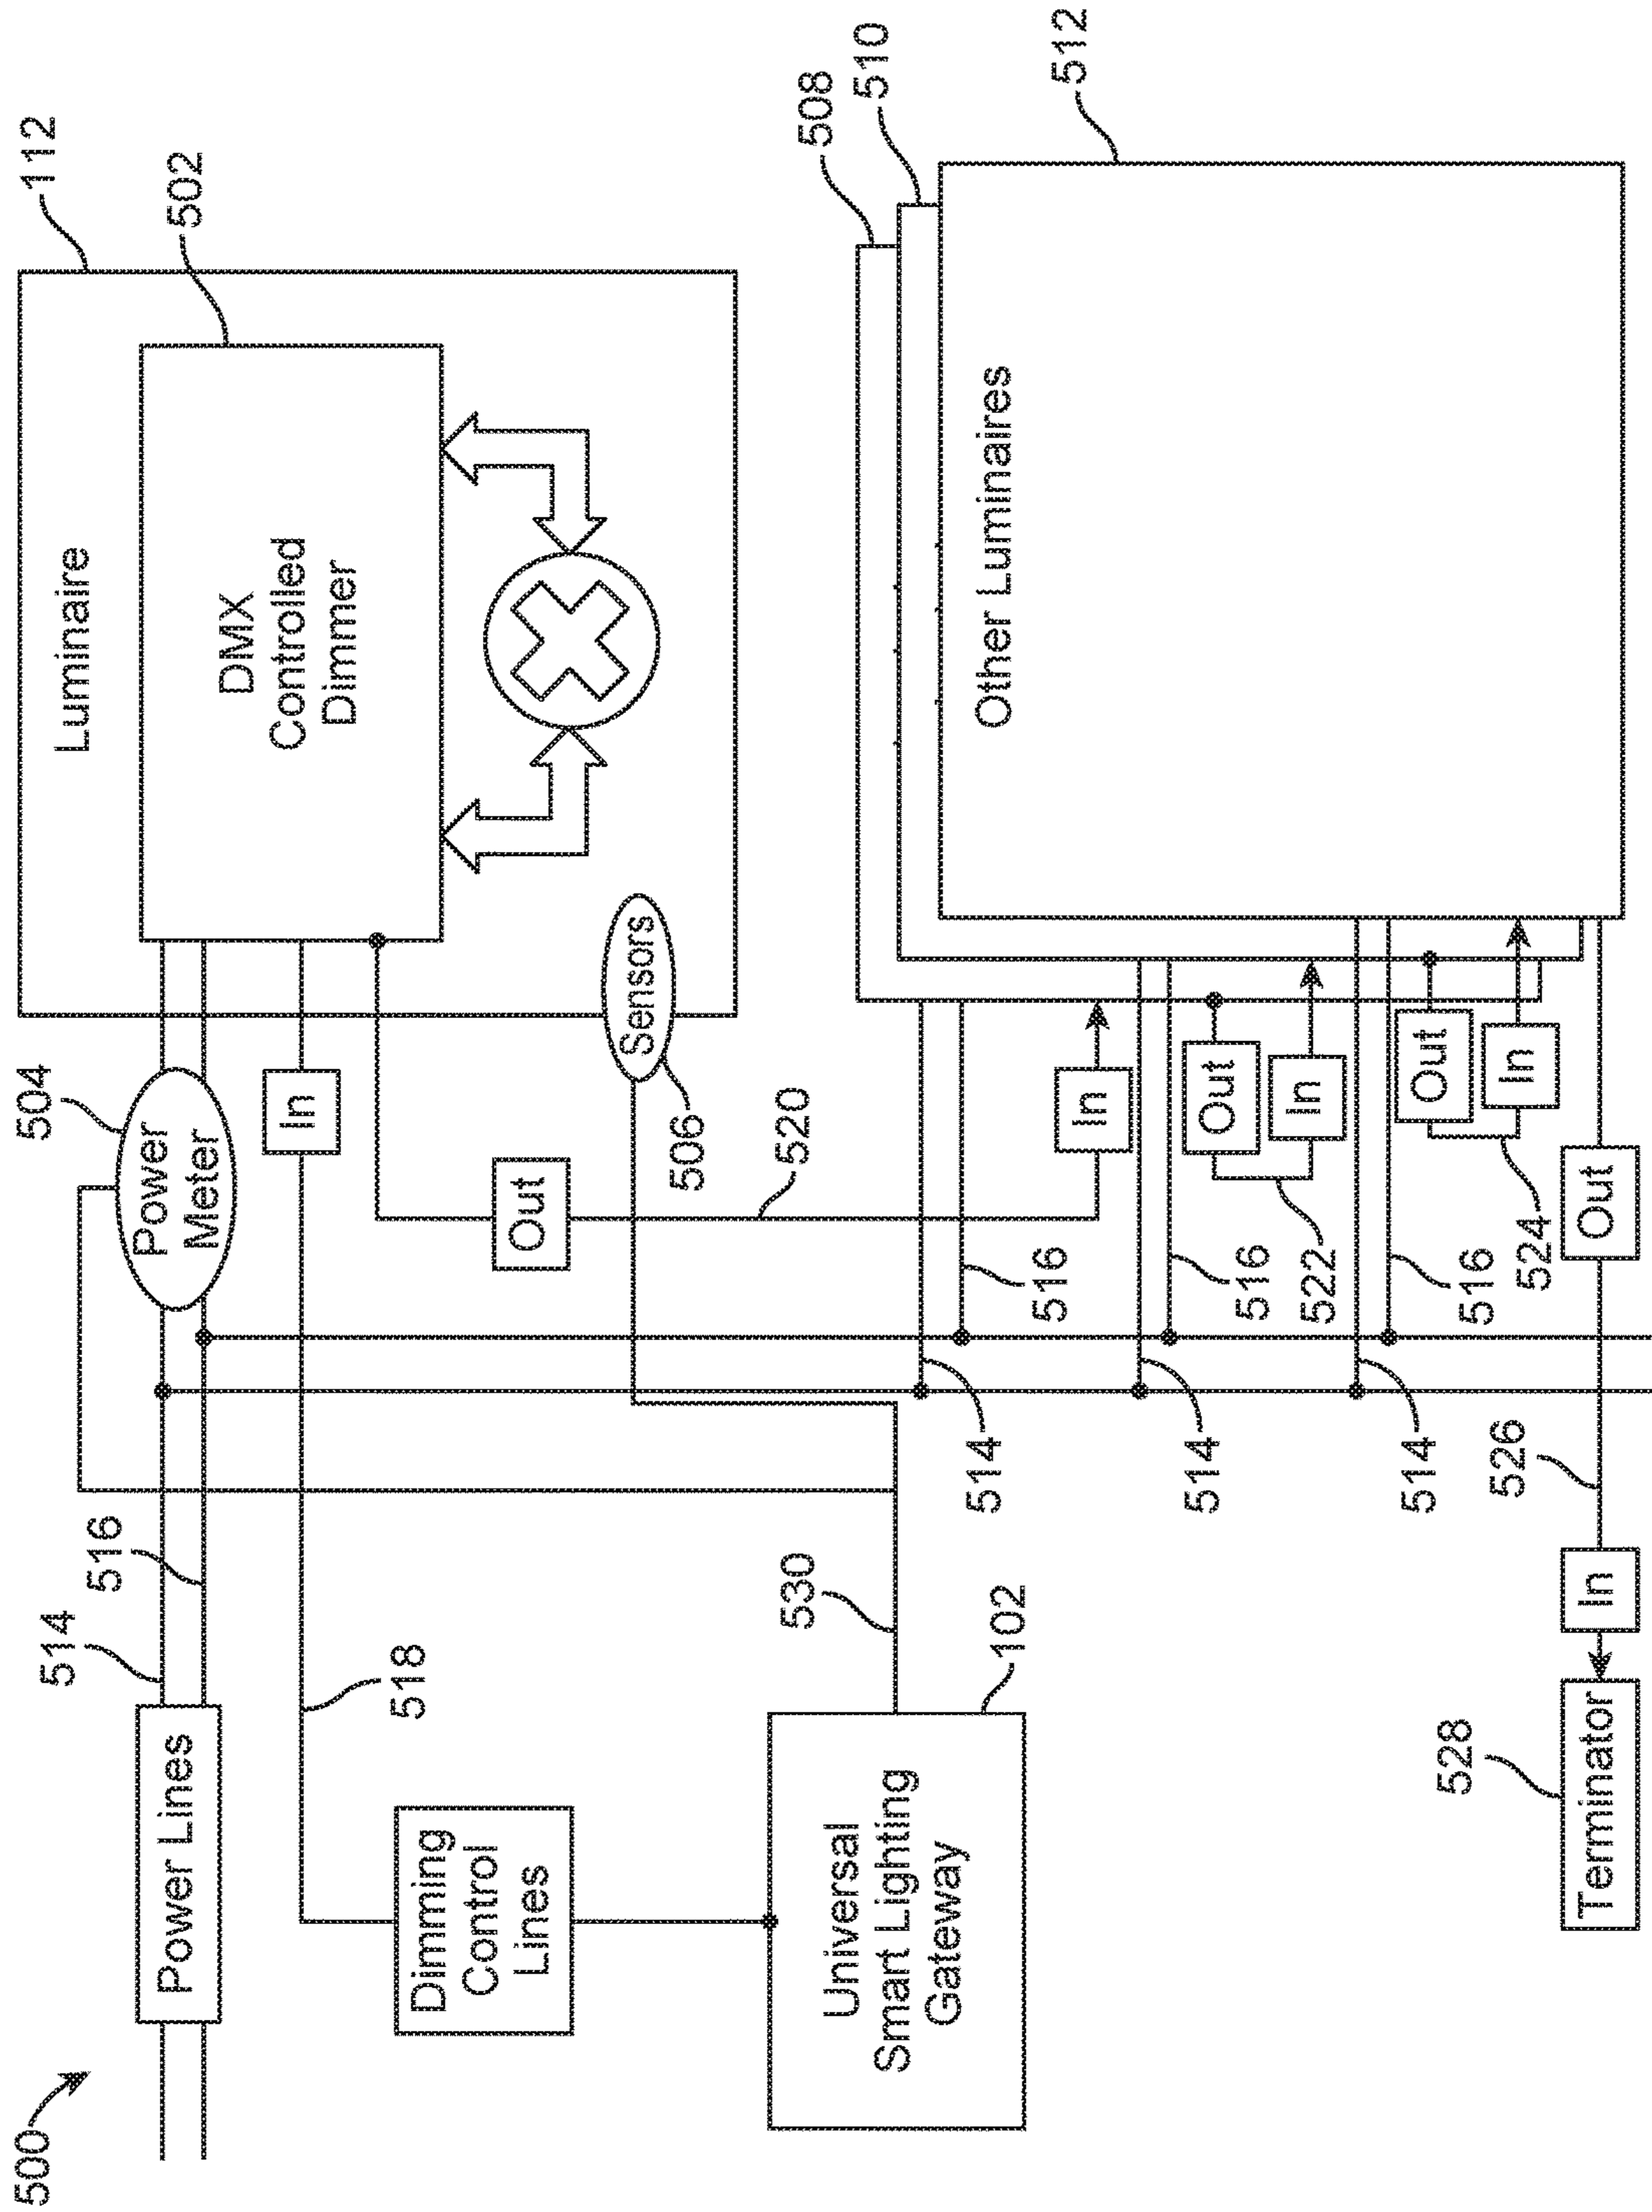 500
Power Lines
514
516
Power
Meter
504
Luminaire
112
DMX
Controlled
Dimmer
502
518
In
Dimming
Control
Lines
Out
520
Sensors
506
Universal
Smart Lighting
Gateway
102
530
508
510
512
Other Luminaires
In
514
516
Out
In
522
514
516
Out
In
524
514
516
Out
526
In
Terminator
528